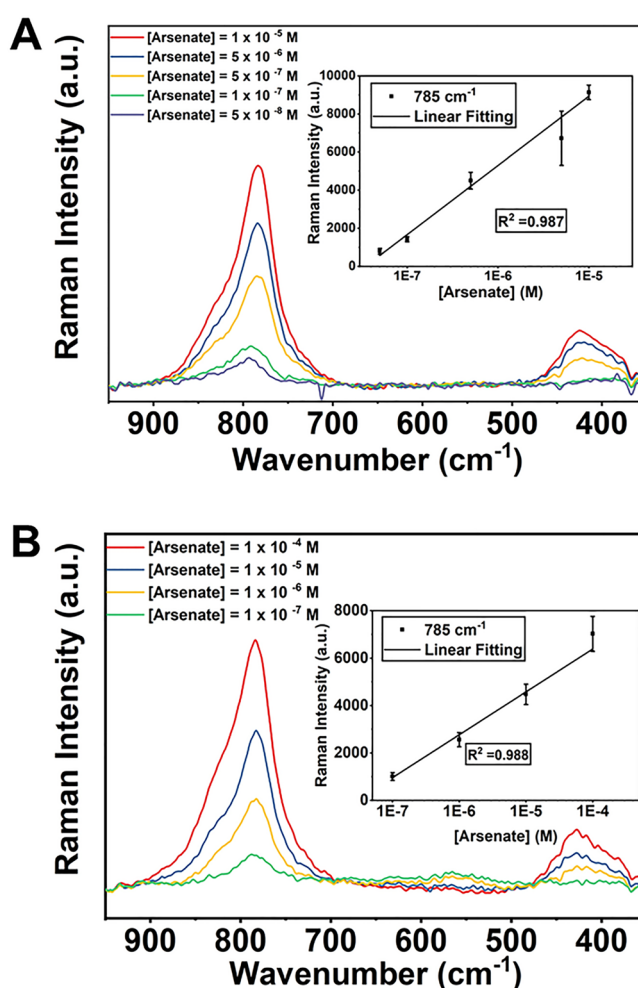 A
[Arsenate] = 1 x 10 -5 M
[Arsenate] = 5 x 10 -6 M
[Arsenate] = 5 x 10 -7 M
[Arsenate] = 1 x 10 -7 M
[Arsenate] = 5 x 10 -8 M
Raman Intensity (a.u.)
Raman Intensity (a.u.)
10000
8000
6000
4000
2000
0
785 cm-1
Linear Fitting
R2 =0.987
1E-7
1E-6
1E-5
[Arsenate] (M)
900
800
700
600
500
400
Wavenumber (cm-1)
B
[Arsenate] = 1 x 10 -4 M
[Arsenate] = 1 x 10 -5 M
[Arsenate] = 1 x 10 -6 M
[Arsenate] = 1 x 10 -7 M
Raman Intensity (a.u.)
Raman Intensity (a.u.)
8000
6000
4000
2000
0
785 cm-1
Linear Fitting
R2 =0.988
1E-7
1E-6
1E-5
1E-4
[Arsenate] (M)
900
800
700
600
500
400
Wavenumber (cm-1)